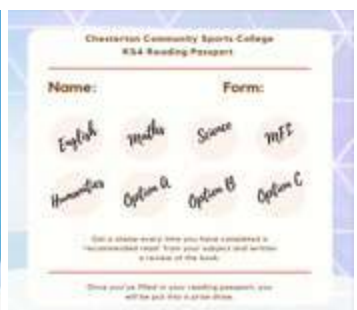 Chesterton Community Sports College
KS4 Reading Passport
Name: Form:
English Maths Science MFL
Humanities Option A Option B Option C
Get a stamp every time you have completed a
recommended read from your subject and written
a review of the book.
Once you've filled in your reading passport, you
will be put into a prize draw.